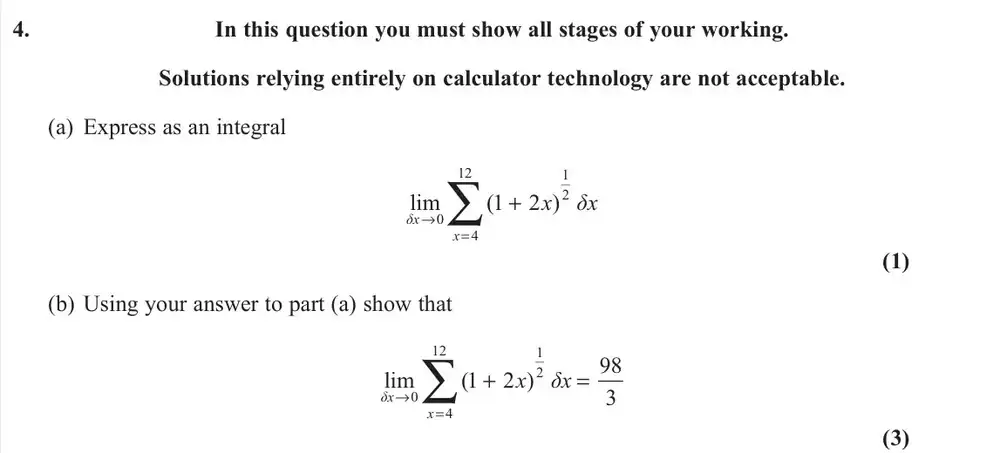 4. In this question you must show all stages of your working.
Solutions relying entirely on calculator technology are not acceptable.
(a) Express as an integral
lim_{δx→0} ∑_{x=4}^{12} (1 + 2x)^{1/2} δx
(1)
(b) Using your answer to part (a) show that
lim_{δx→0} ∑_{x=4}^{12} (1 + 2x)^{1/2} δx = 98/3
(3)